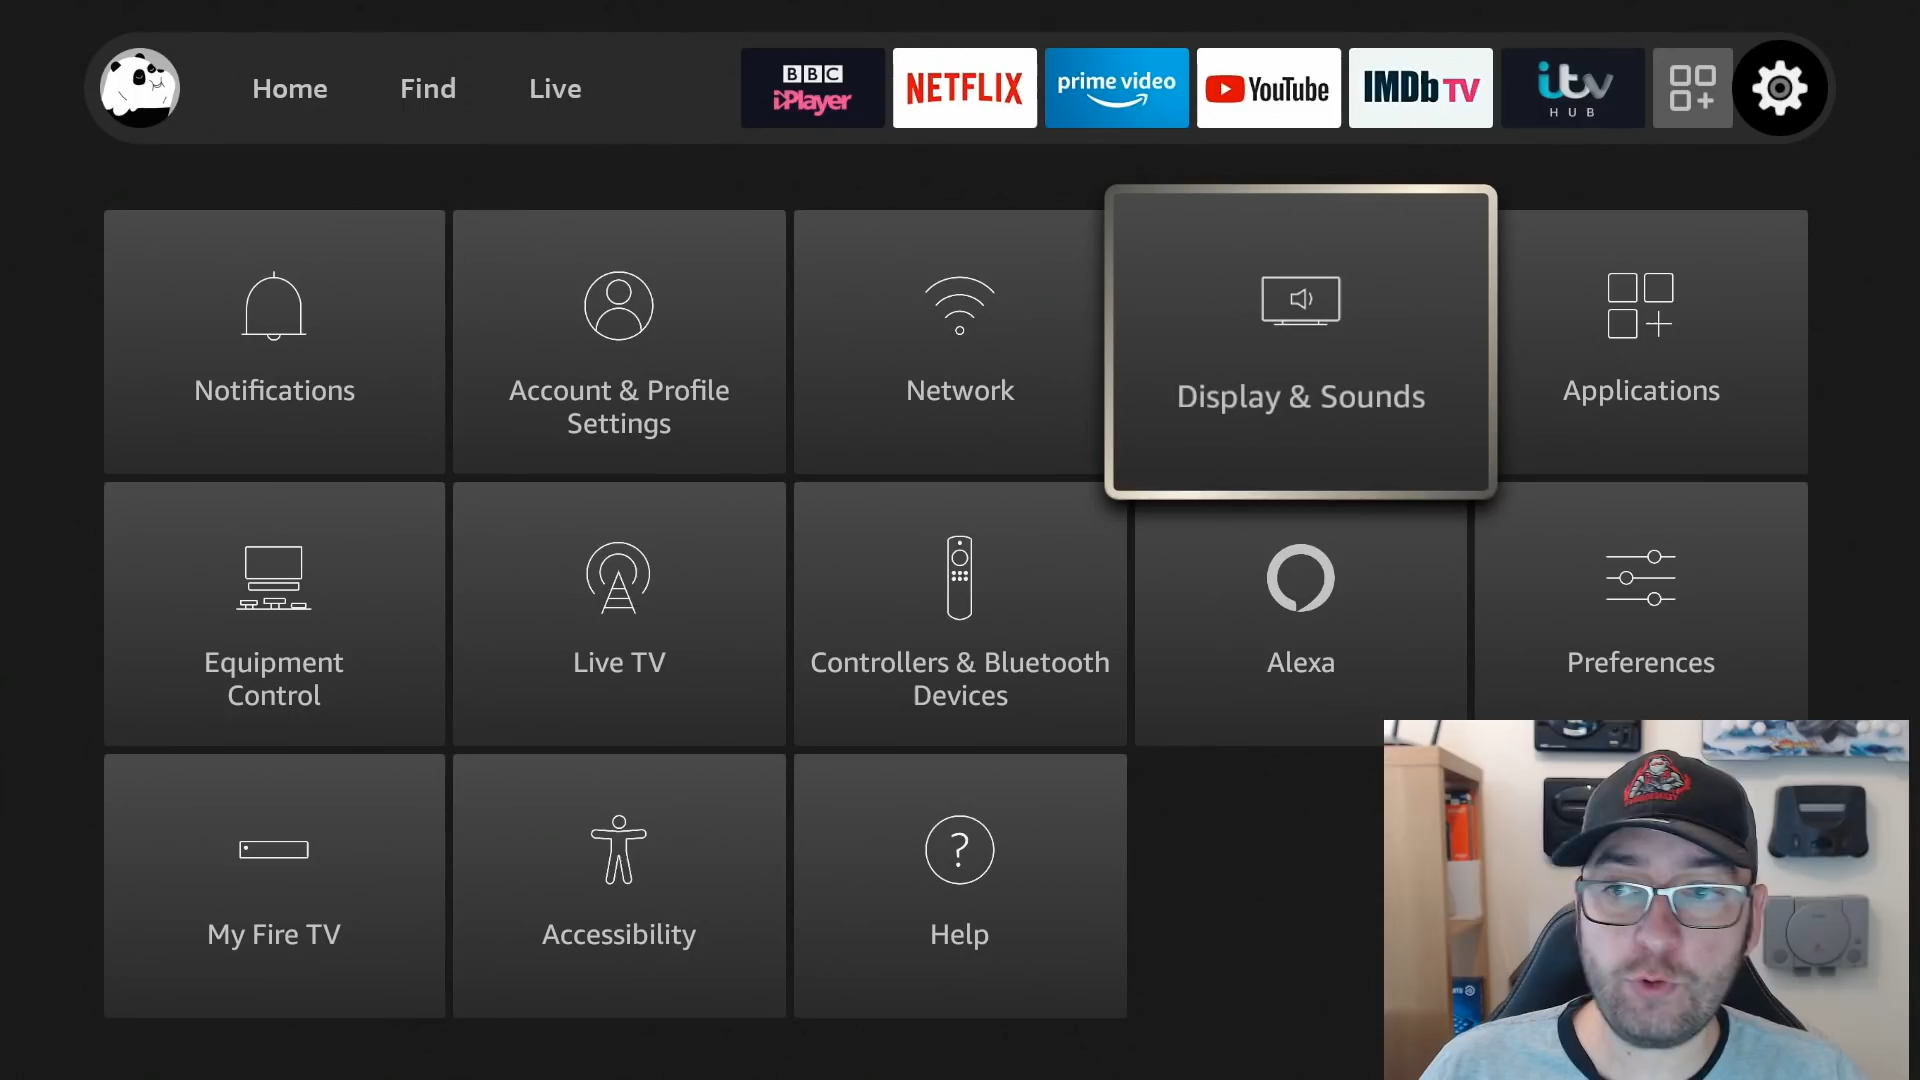 Home
Find
Live
BBC
iPlayer
NETFLIX
prime video
YouTube
IMDb TV
itv
HUB
Notifications
Account & Profile
Settings
Network
Display & Sounds
Applications
Equipment
Control
Live TV
Controllers & Bluetooth
Devices
Alexa
Preferences
My Fire TV
Accessibility
?
Help